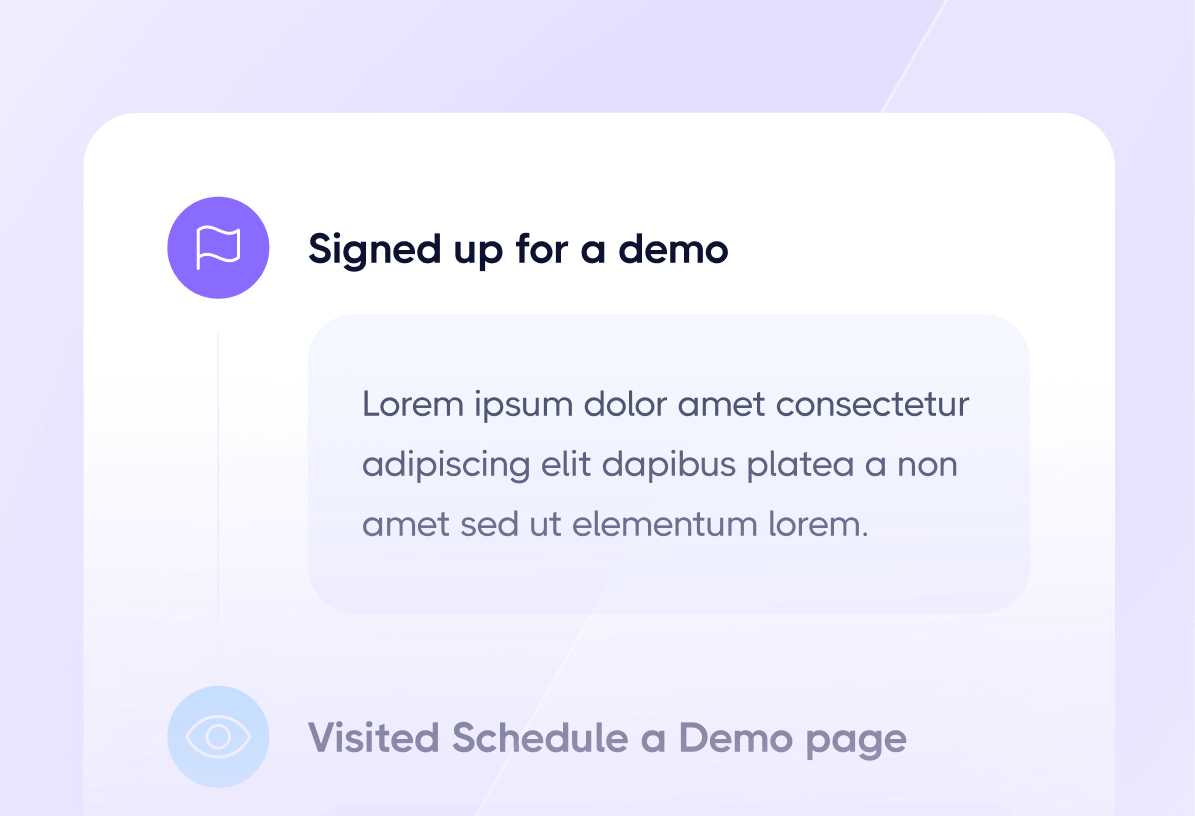 Signed up for a demo
Lorem ipsum dolor amet consectetur
adipiscing elit dapibus platea a non
amet sed ut elementum lorem.
Visited Schedule a Demo page